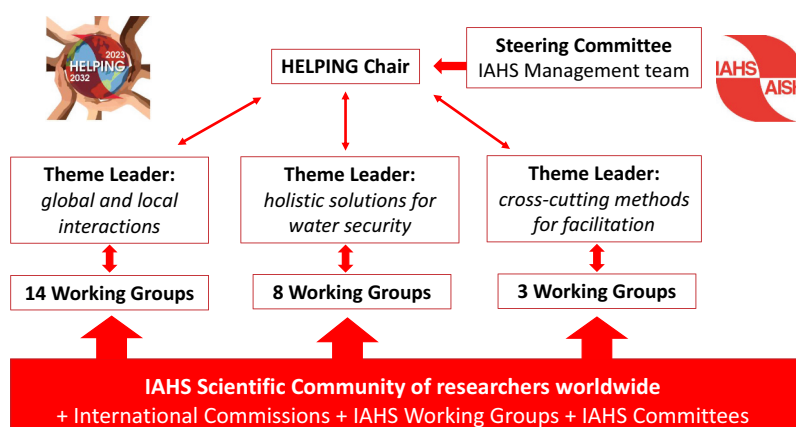 2023
HELPING
2032
HELPING Chair
Steering Committee
IAHS Management team
IAHS
AISH
Theme Leader:
global and local
interactions
Theme Leader:
holistic solutions for
water security
Theme Leader:
cross-cutting methods
for facilitation
14 Working Groups
8 Working Groups
3 Working Groups
IAHS Scientific Community of researchers worldwide
+ International Commissions + IAHS Working Groups + IAHS Committees